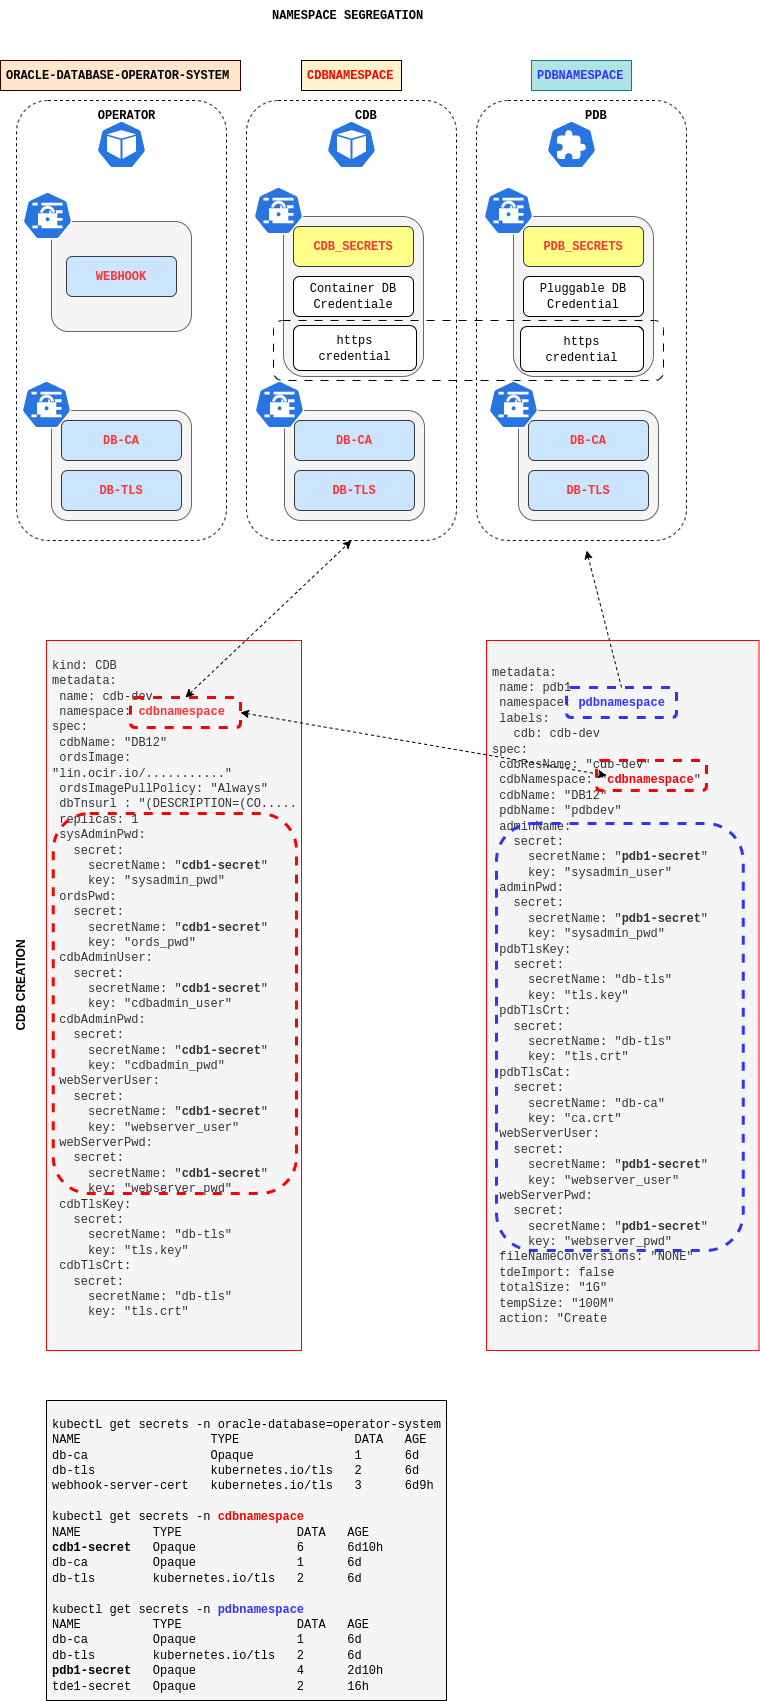 NAMESPACE SEGREGATION
ORACLE-DATABASE-OPERATOR-SYSTEM
CDBNAMESPACE
PDBNAMESPACE
OPERATOR
CDB
PDB
WEBHOOK
CDB_SECRETS
PDB_SECRETS
Container DB
Credentiale
Pluggable DB
Credential
https
credential
https
credential
DB-CA
DB-TLS
DB-CA
DB-TLS
DB-CA
DB-TLS
CDB CREATION
kind: CDB
metadata:
name: cdb-dev
namespace: cdbnamespace
spec:
cdbName: "DB12"
ordsImage:
"lin.ocir.io/..........."
ordsImagePullPolicy: "Always"
dbTnsurl : "(DESCRIPTION=(CO.....
replicas: 1
sysAdminPwd:
secret:
secretName: "cdb1-secret"
key: "sysadmin_pwd"
ordsPwd:
secret:
secretName: "cdb1-secret"
key: "ords_pwd"
cdbAdminUser:
secret:
secretName: "cdb1-secret"
key: "cdbadmin_user"
cdbAdminPwd:
secret:
secretName: "cdb1-secret"
key: "cdbadmin_pwd"
webServerUser:
secret:
secretName: "cdb1-secret"
key: "webserver_user"
webServerPwd:
secret:
secretName: "cdb1-secret"
key: "webserver_pwd"
cdbTlsKey:
secret:
secretName: "db-tls"
key: "tls.key"
cdbTlsCrt:
secret:
secretName: "db-tls"
key: "tls.crt"
metadata:
name: pdb1
namespace: pdbnamespace
labels:
cdb: cdb-dev
spec:
cdbResName: "cdb-dev"
cdbNamespace: "cdbnamespace"
cdbName: "DB12"
pdbName: "pdbdev"
adminName:
secret:
secretName: "pdb1-secret"
key: "sysadmin_user"
adminPwd:
secret:
secretName: "pdb1-secret"
key: "sysadmin_pwd"
pdbTlsKey:
secret:
secretName: "db-tls"
key: "tls.key"
pdbTlsCrt:
secret:
secretName: "db-tls"
key: "tls.crt"
pdbTlsCat:
secret:
secretName: "db-ca"
key: "ca.crt"
webServerUser:
secret:
secretName: "pdb1-secret"
key: "webserver_user"
webServerPwd:
secret:
secretName: "pdb1-secret"
key: "webserver_pwd"
fileNameConversions: "NONE"
tdeImport: false
totalSize: "1G"
tempSize: "100M"
action: "Create
kubectL get secrets -n oracle-database=operator-system
NAME TYPE DATA AGE
db-ca Opaque 1 6d
db-tls kubernetes.io/tls 2 6d
webhook-server-cert kubernetes.io/tls 3 6d9h
kubectl get secrets -n cdbnamespace
NAME TYPE DATA AGE
cdb1-secret Opaque 6 6d10h
db-ca Opaque 1 6d
db-tls kubernetes.io/tls 2 6d
kubectl get secrets -n pdbnamespace
NAME TYPE DATA AGE
db-ca Opaque 1 6d
db-tls kubernetes.io/tls 2 6d
pdb1-secret Opaque 4 2d10h
tde1-secret Opaque 2 16h